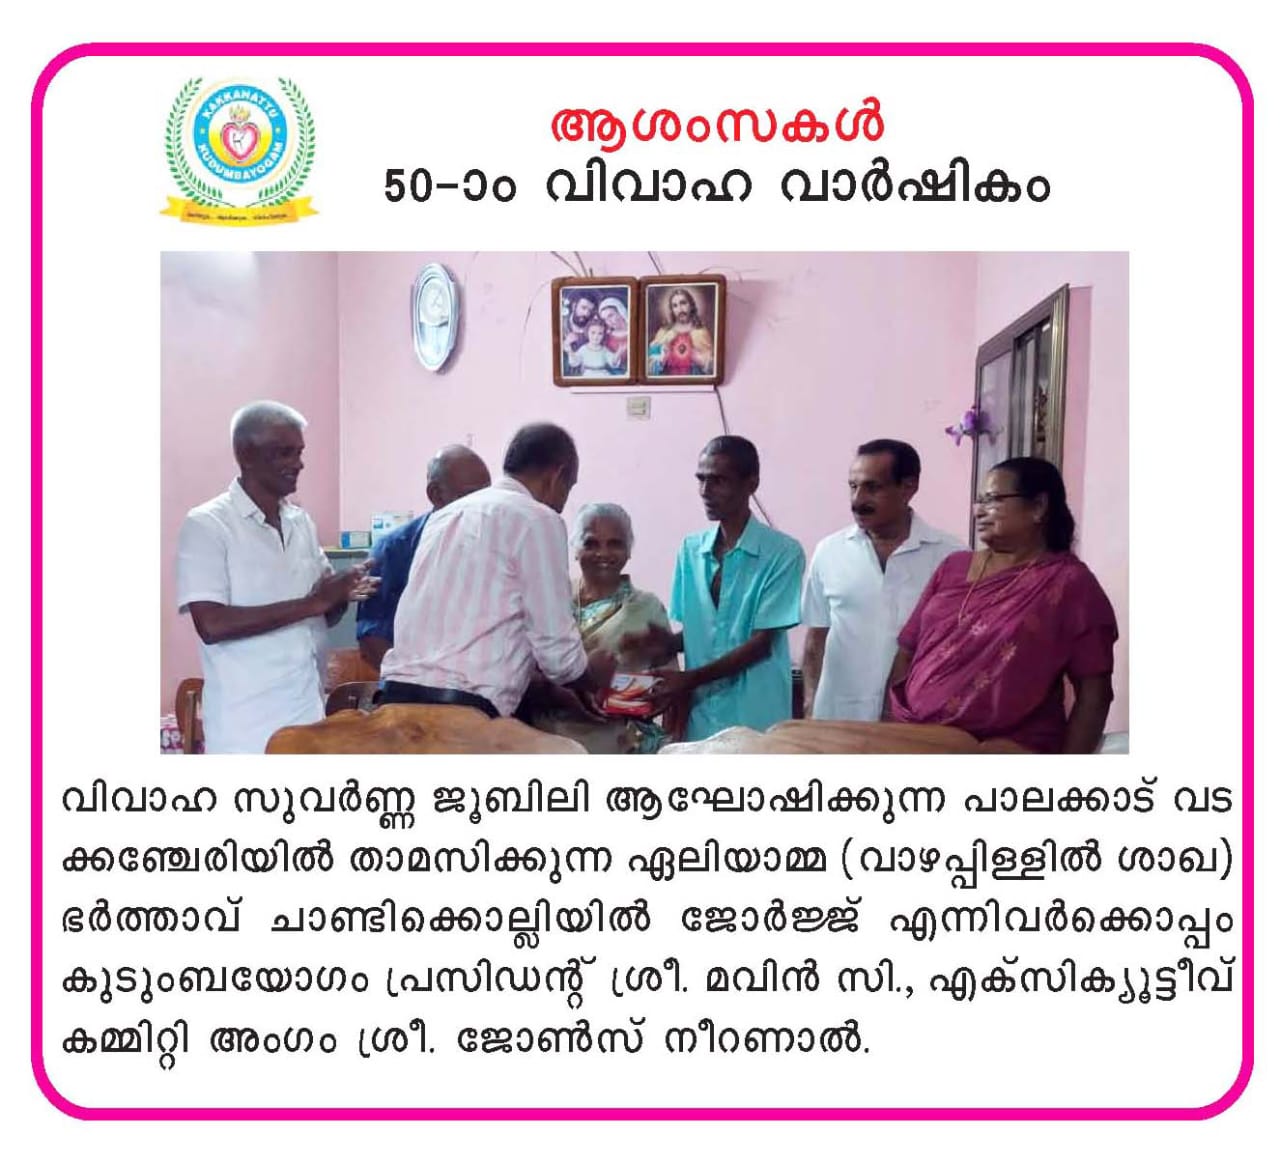 KAKKANATTU
KUDUMBAYOGAM
ആശംസകൾ
50-ാം വിവാഹ വാർഷികം
വിവാഹ സുവർണ്ണ ജൂബിലി ആഘോഷിക്കുന്ന പാലക്കാട് വട
ക്കഞ്ചേരിയിൽ താമസിക്കുന്ന ഏലിയാമ്മ (വാഴപ്പിള്ളിൽ ശാഖ)
ഭർത്താവ് ചാണ്ടിക്കൊല്ലിയിൽ ജോർജ്ജ് എന്നിവർക്കൊപ്പം
കുടുംബയോഗം പ്രസിഡന്റ് ശ്രീ. മവിൻ സി., എക്സിക്യൂട്ടീവ്
കമ്മിറ്റി അംഗം ശ്രീ. ജോൺസ് നീറണാൽ.